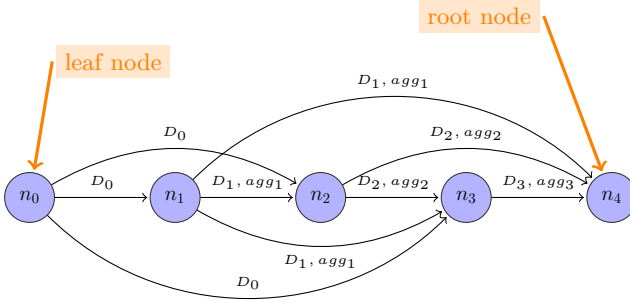 root node
leaf node
D₁, agg₁
D₀
D₂, agg₂
D₀
D₁, agg₁
D₂, agg₂
D₃, agg₃
n₀
n₁
n₂
n₃
n₄
D₁, agg₁
D₀